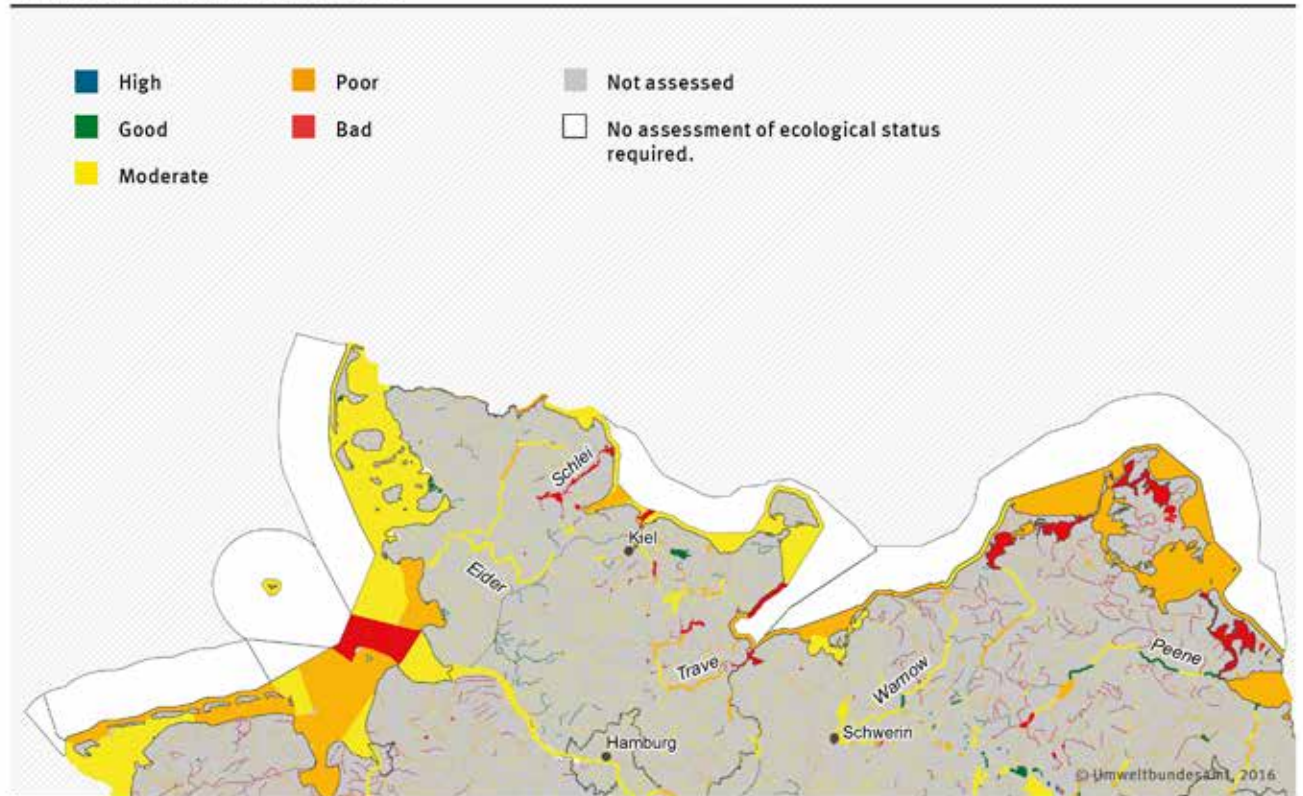 High
Good
Moderate
Poor
Bad
Not assessed
No assessment of ecological status
required.
Schlei
Kiel
Eider
Trave
Warnow
Peene
Schwerin
Hamburg
© Umweltbundesamt, 2016